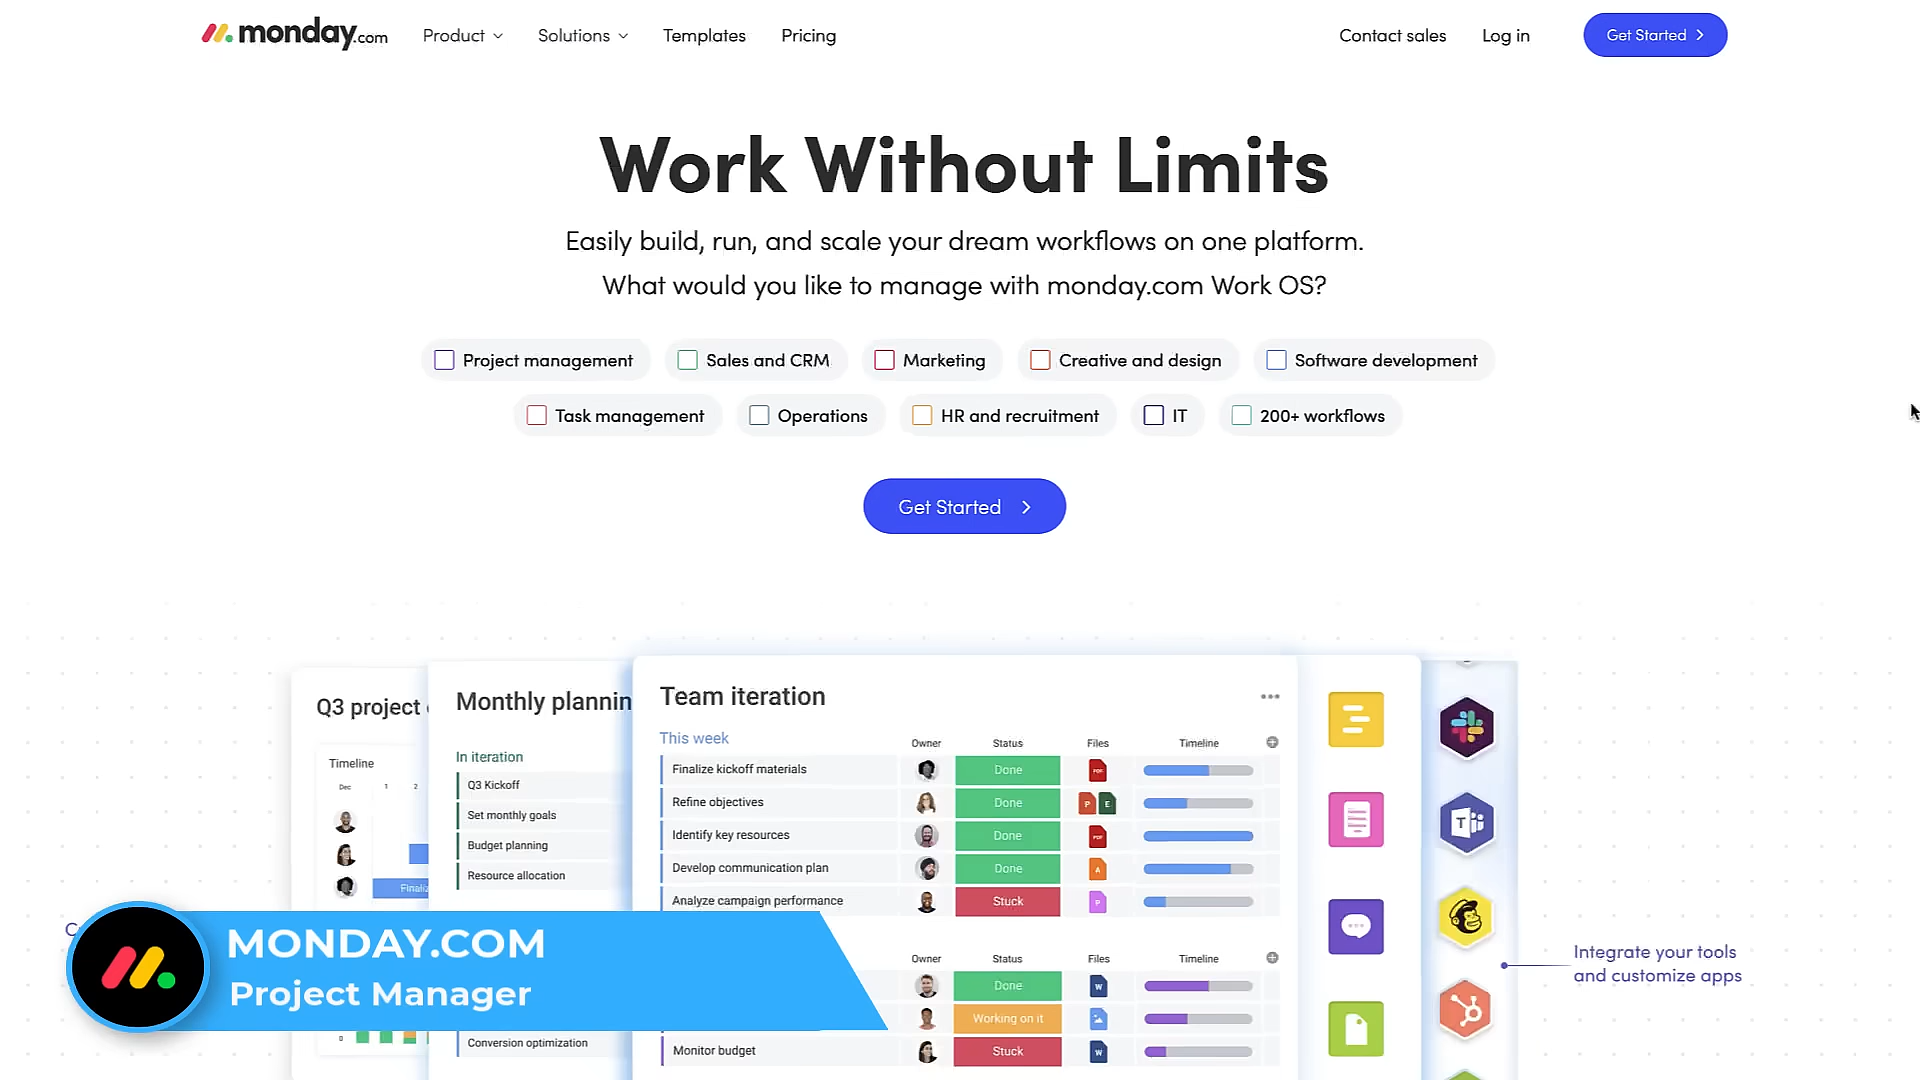 monday.com
Product
Solutions
Templates
Pricing
Contact sales
Log in
Get Started
Work Without Limits
Easily build, run, and scale your dream workflows on one platform.
What would you like to manage with monday.com Work OS?
Project management
Sales and CRM
Marketing
Creative and design
Software development
Task management
Operations
HR and recruitment
IT
200+ workflows
Get Started
Q3 project
Timeline
Dec 1 2
Monthly plannin
In iteration
Q3 Kickoff
Set monthly goals
Budget planning
Resource allocation
Conversion optimization
Team iteration
This week
Owner
Status
Files
Timeline
Finalize kickoff materials
Done
PDF
Refine objectives
Done
P
E
Identify key resources
Done
PDF
Develop communication plan
Done
A
Analyze campaign performance
Stuck
P
Owner
Status
Files
Timeline
Done
W
Working on it
Monitor budget
Stuck
W
Integrate your tools
and customize apps
MONDAY.COM
Project Manager